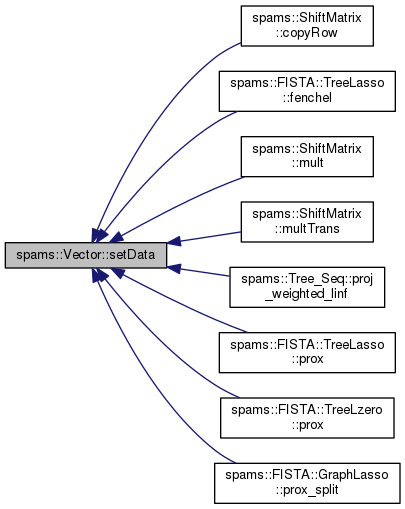 spams::ShiftMatrix
::copyRow
spams::FISTA::TreeLasso
::fenchel
spams::ShiftMatrix
::mult
spams::ShiftMatrix
::multTrans
spams::Vector::setData
spams::Tree_Seq::proj
_weighted_linf
spams::FISTA::TreeLasso
::prox
spams::FISTA::TreeLzero
::prox
spams::FISTA::GraphLasso
::prox_split